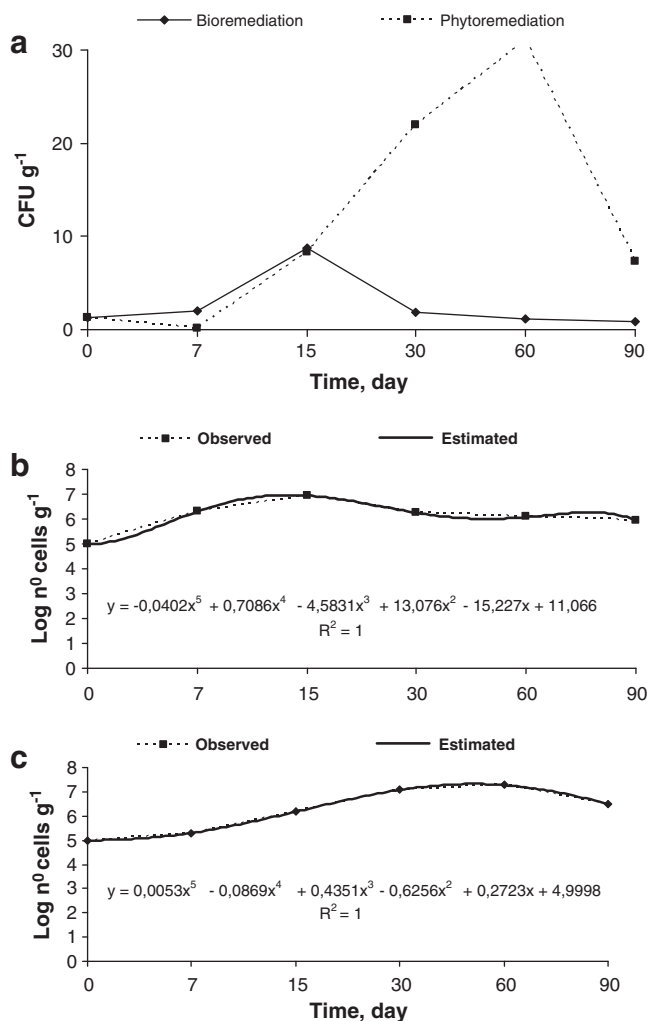 Bioremediation Phytoremediation
a
30
20
10
0
CFU g⁻¹
0 7 15 30 60 90
Time, day
Observed Estimated
b
8
7
6
5
4
3
2
1
0
Log n⁰ cells g⁻¹
y = -0,0402x⁵ + 0,7086x⁴ - 4,5831x³ + 13,076x² - 15,227x + 11,066
R² = 1
0 7 15 30 60 90
Observed Estimated
c
8
7
6
5
4
3
2
1
0
Log n⁰ cells g⁻¹
y = 0,0053x⁵ - 0,0869x⁴ + 0,4351x³ - 0,6256x² + 0,2723x + 4,9998
R² = 1
0 7 15 30 60 90
Time, day